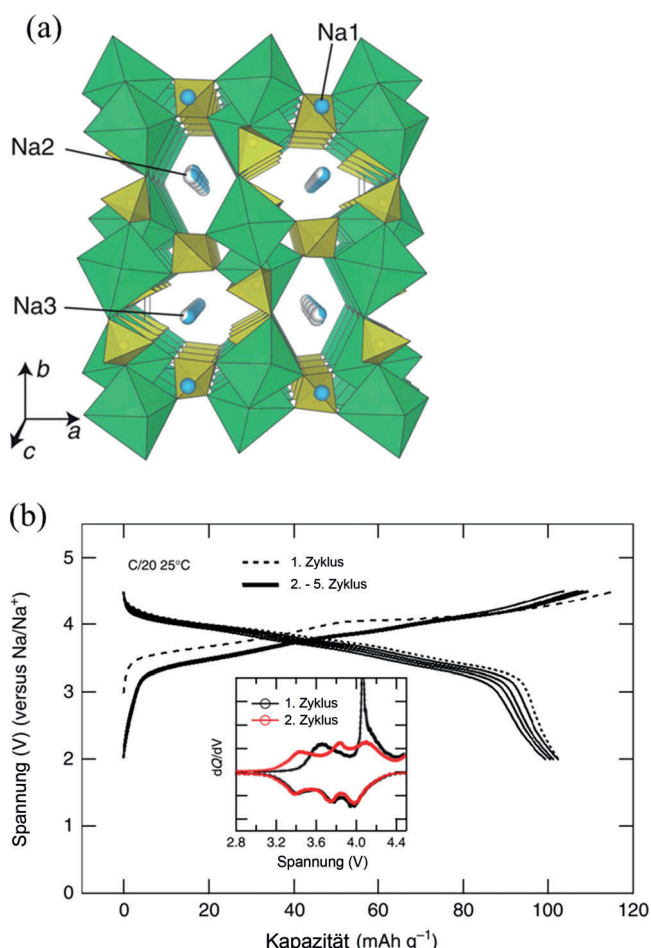 (a)
Na1
Na2
Na3
b
a
c
(b)
C/20 25°C
1. Zyklus
2. - 5. Zyklus
Spannung (V) (versus Na/Na⁺)
5
4
3
2
1
0
1. Zyklus
2. Zyklus
dQ/dV
2.8 3.2 3.6 4.0 4.4
Spannung (V)
0 20 40 60 80 100 120
Kapazität (mAh g⁻¹)